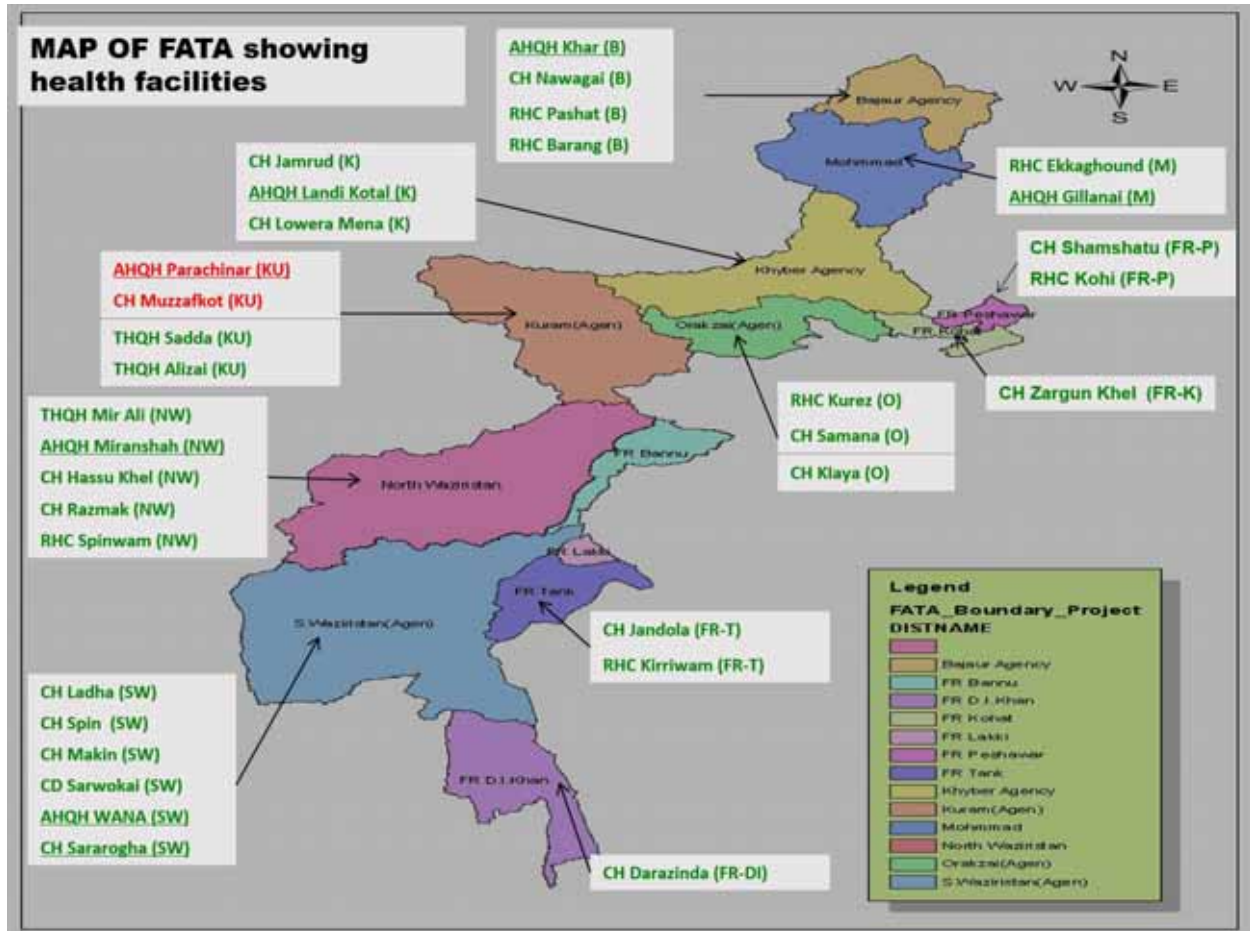 MAP OF FATA showing
health facilities
AHQH Khar (B)
CH Nawagai (B)
RHC Pashat (B)
RHC Barang (B)
N
W
E
S
Bajaur Agency
Mohmmad
CH Jamrud (K)
AHQH Landi Kotal (K)
CH Lowera Mena (K)
RHC Ekkaghound (M)
AHQH Gillanai (M)
CH Shamshatu (FR-P)
RHC Kohi (FR-P)
Khyber Agency
AHQH Parachinar (KU)
CH Muzzafkot (KU)
THQH Sadda (KU)
THQH Alizai (KU)
Kuram(Agen)
Orakzai(Agen)
FR Peshawar
FR Kohat
CH Zargun Khel (FR-K)
RHC Kurez (O)
CH Samana (O)
CH Klaya (O)
THQH Mir Ali (NW)
AHQH Miranshah (NW)
CH Hassu Khel (NW)
CH Razmak (NW)
RHC Spinwam (NW)
FR Bannu
North Waziristan
FR Lakki
FR Tank
S.Waziristan(Agen)
CH Jandola (FR-T)
RHC Kirriwam (FR-T)
CH Ladha (SW)
CH Spin (SW)
CH Makin (SW)
CD Sarwokai (SW)
AHQH WANA (SW)
CH Sararogha (SW)
FR D.I.Khan
CH Darazinda (FR-DI)
Legend
FATA_Boundary_Project
DISTNAME
Bajaur Agency
FR Bannu
FR D.I.Khan
FR Kohat
FR Lakki
FR Peshawar
FR Tank
Khyber Agency
Kuram(Agen)
Mohmmad
North Waziristan
Orakzai(Agen)
S.Waziristan(Agen)